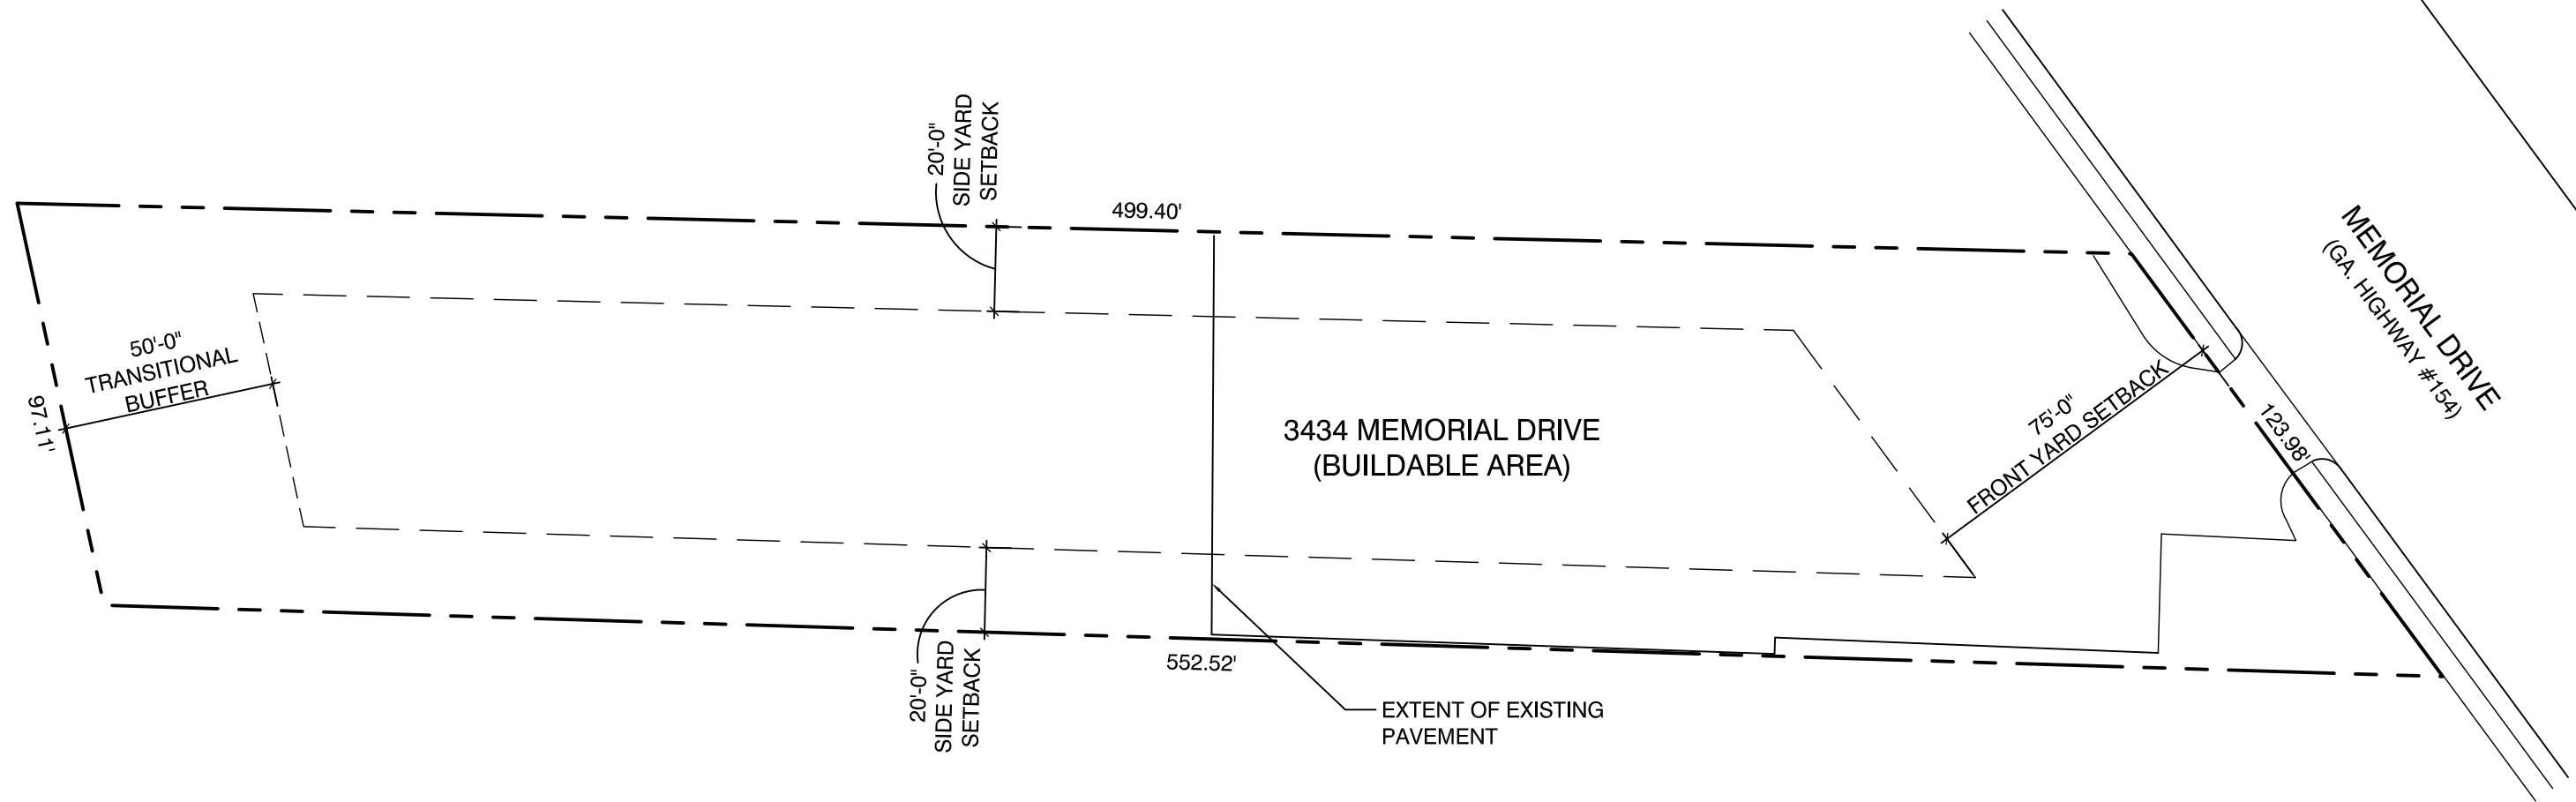 20'-0"
SIDE YARD
SETBACK
499.40'
MEMORIAL DRIVE
(GA. HIGHWAY #154)
50'-0"
TRANSITIONAL
BUFFER
97.11'
3434 MEMORIAL DRIVE
(BUILDABLE AREA)
75'-0"
FRONT YARD SETBACK
123.98'
20'-0"
SIDE YARD
SETBACK
552.52'
EXTENT OF EXISTING
PAVEMENT